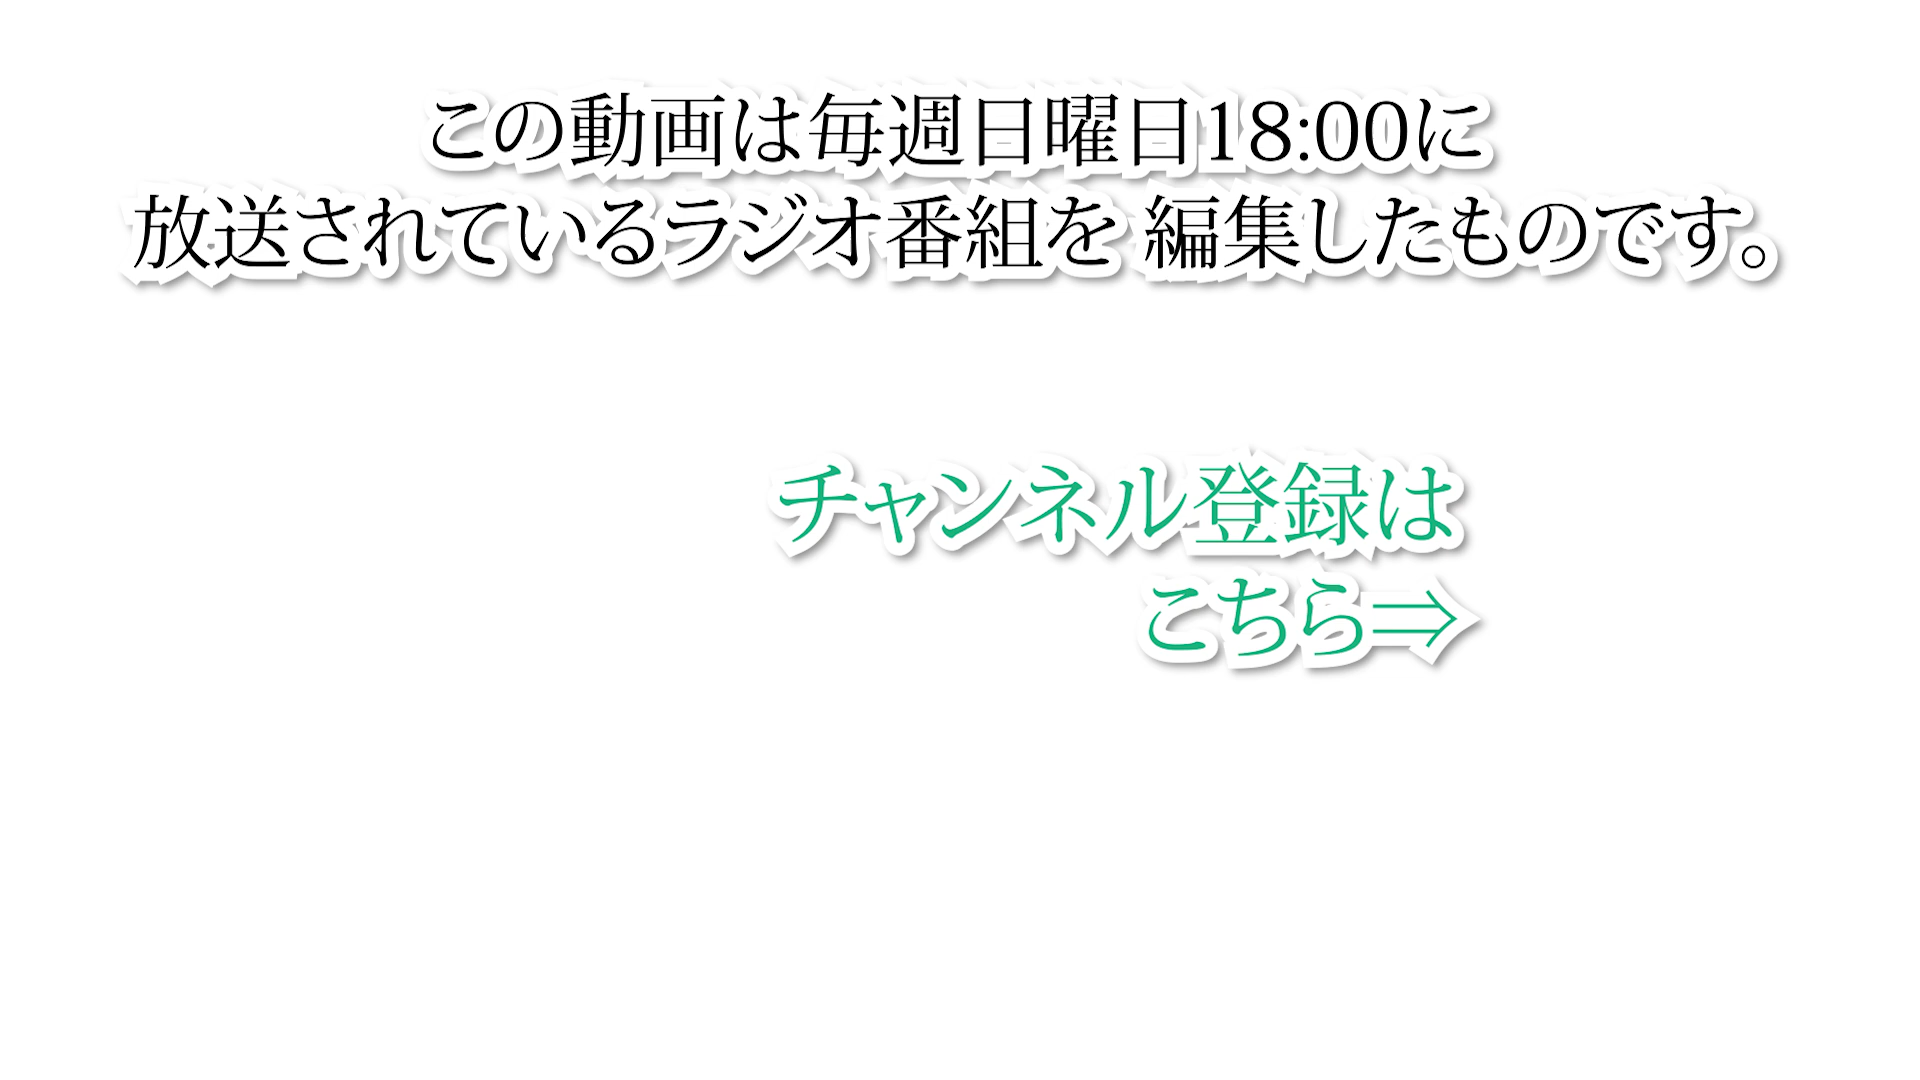 この動画は毎週日曜日18:00に
放送されているラジオ番組を 編集したものです。
チャンネル登録は
こちら⇒